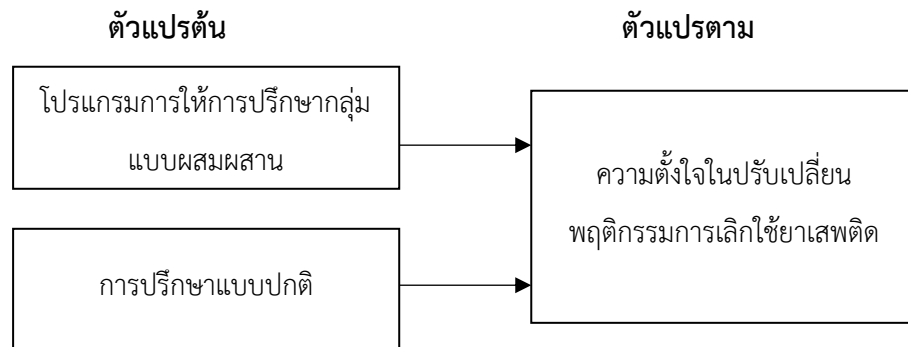 ตัวแปรต้น
ตัวแปรตาม
โปรแกรมการให้การปรึกษากลุ่ม
แบบผสมผสาน
ความตั้งใจในปรับเปลี่ยน
พฤติกรรมการเลิกใช้ยาเสพติด
การปรึกษาแบบปกติ